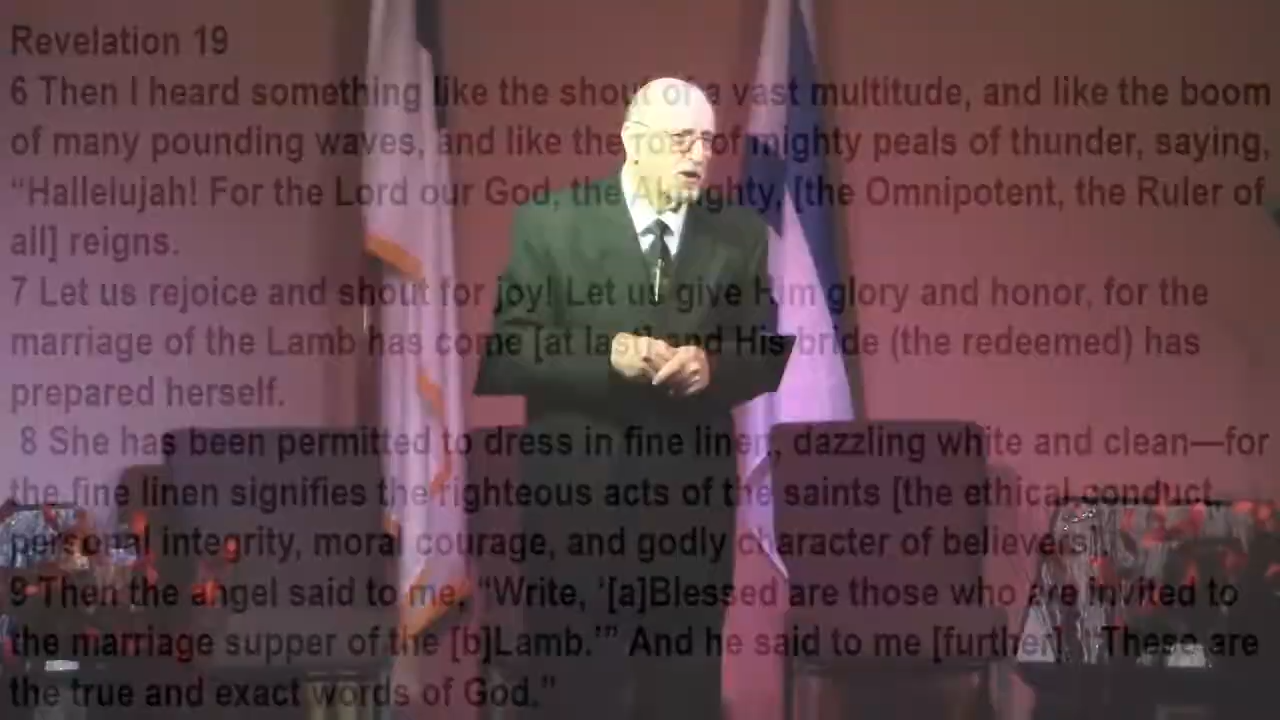 Revelation 19
6 Then I heard something like the shout of a vast multitude, and like the boom
of many pounding waves, and like the roar of mighty peals of thunder, saying,
“Hallelujah! For the Lord our God, the Almighty, [the Omnipotent, the Ruler of
all] reigns.
7 Let us rejoice and shout for joy! Let us give Him glory and honor, for the
marriage of the Lamb has come [at last] and His bride (the redeemed) has
prepared herself.
8 She has been permitted to dress in fine linen, dazzling white and clean—for
the fine linen signifies the righteous acts of the saints [the ethical conduct,
personal integrity, moral courage, and godly character of believers].
9 Then the angel said to me, “Write, ‘[a]Blessed are those who are invited to
the marriage supper of the [b]Lamb.’” And he said to me [further], “These are
the true and exact words of God.”